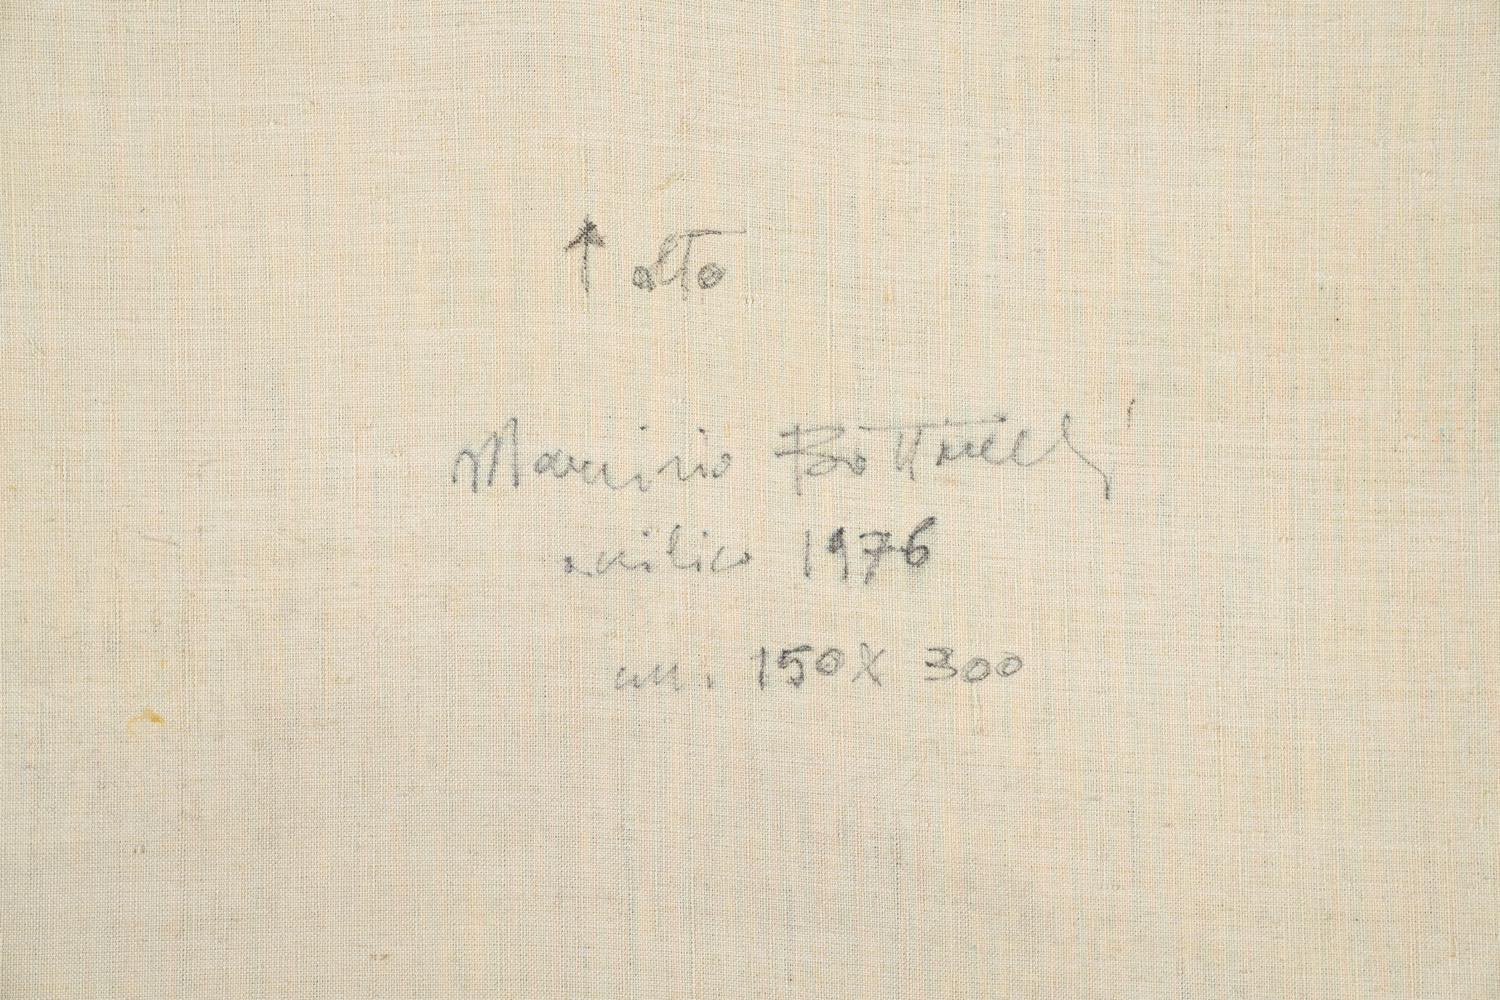 ↑ alto
Maurizio Bottarelli
acrilico 1976
cm. 150 X 300